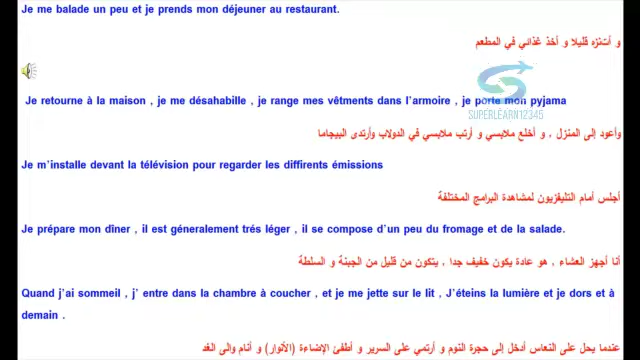 Je me balade un peu et je prends mon déjeuner au restaurant.
و أتنزه قليلا و أخذ غذائي في المطعم
Je retourne à la maison , je me désahabille , je range mes vêtments dans l'armoire , je porte mon pyjama
SUPERLEARN12345
وأعود إلى المنزل , و أخلع ملابسي و أرتب ملابسي في الدولاب وأرتدى البيجاما
Je m'installe devant la télévision pour regarder les diffirents émissions
أجلس أمام التليفزيون لمشاهدة البرامج المختلفة
Je prépare mon dîner , il est géneralement trés léger , il se compose d'un peu du fromage et de la salade.
أنا أجهز العشاء , هو عادة يكون خفيف جدا , يتكون من قليل من الجبنة و السلطة
Quand j'ai sommeil , j' entre dans la chambre à coucher , et je me jette sur le lit , J'éteins la lumière et je dors et à
demain .
عندما يحل على النعاس أدخل إلى حجرة النوم و أرتمي على السرير و أطفئ الإضاءة (الأنوار) و أنام والى الغد